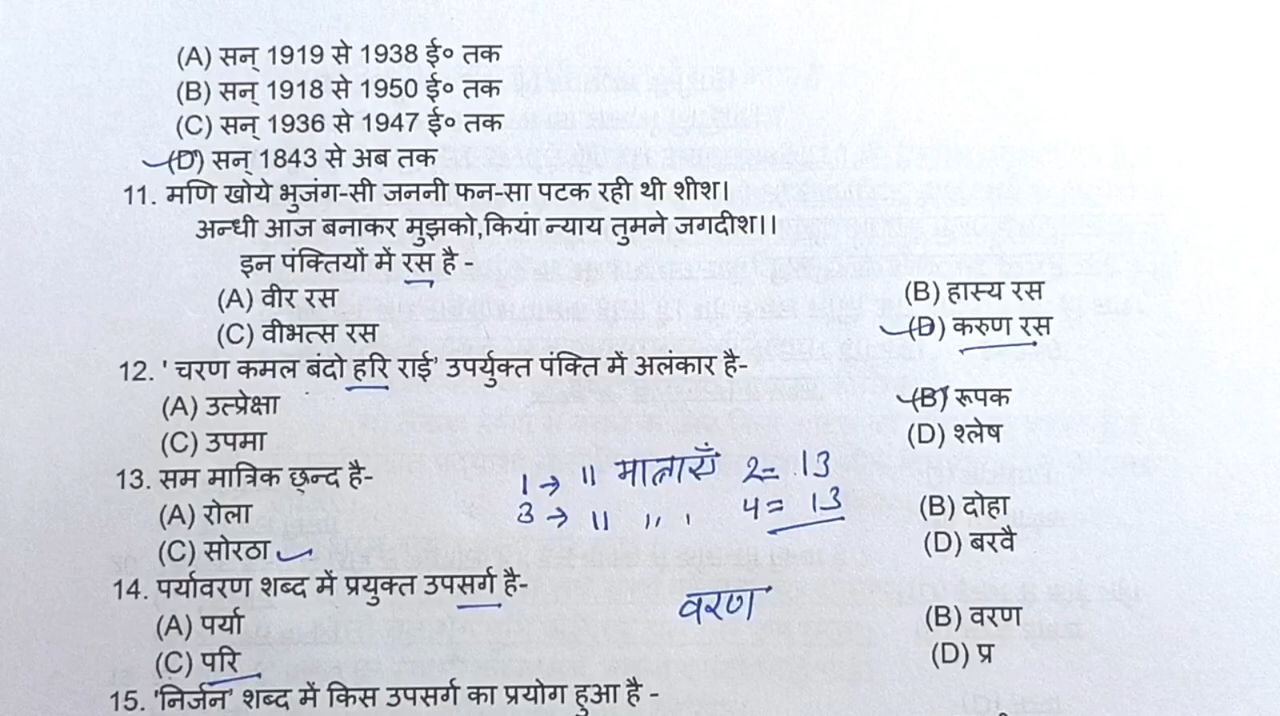 (A) सन् 1919 से 1938 ई० तक
(B) सन् 1918 से 1950 ई० तक
(C) सन् 1936 से 1947 ई० तक
(D) सन् 1843 से अब तक
11. मणि खोये भुजंग-सी जननी फन-सा पटक रही थी शीश।
अन्धी आज बनाकर मुझको,किया न्याय तुमने जगदीश।।
इन पंक्तियों में रस है -
(A) वीर रस (B) हास्य रस
(C) वीभत्स रस (D) करुण रस
12. ' चरण कमल बंदो हरि राई' उपर्युक्त पंक्ति में अलंकार है-
(A) उत्प्रेक्षा (B) रूपक
(C) उपमा (D) श्लेष
13. सम मात्रिक छन्द है-
1 → 11 मात्राएँ 2 = 13
(A) रोला 3 → 11 " ' 4 = 13 (B) दोहा
(C) सोरठा (D) बरवै
14. पर्यावरण शब्द में प्रयुक्त उपसर्ग है-
वरण
(A) पर्या (B) वरण
(C) परि (D) प्र
15. 'निर्जन' शब्द में किस उपसर्ग का प्रयोग हुआ है -